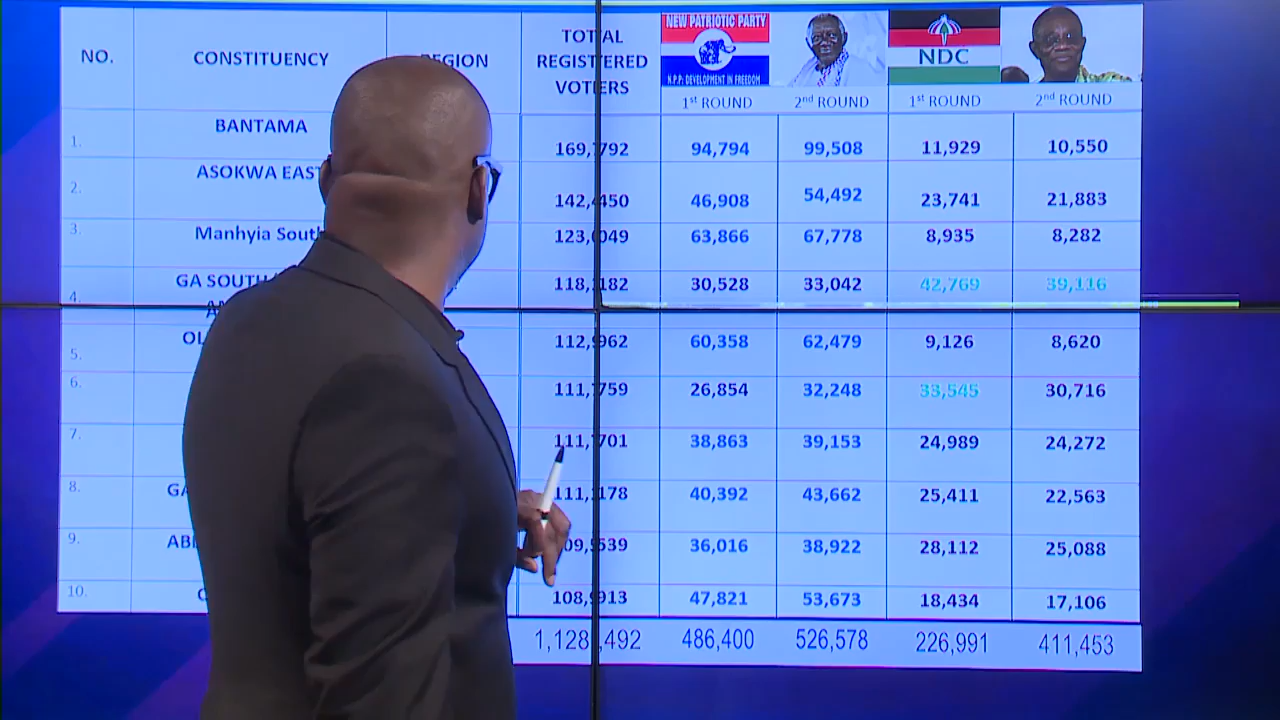 NO. CONSTITUENCY REGION TOTAL REGISTERED VOTERS
NEW PATRIOTIC PARTY
N.P.P: DEVELOPMENT IN FREEDOM
NDC
1st ROUND 2nd ROUND 1st ROUND 2nd ROUND
1. BANTAMA 169,792 94,794 99,508 11,929 10,550
2. ASOKWA EAST 142,450 46,908 54,492 23,741 21,883
3. Manhyia South 123,049 63,866 67,778 8,935 8,282
4. GA SOUTH 118,182 30,528 33,042 42,769 39,116
5. 112,962 60,358 62,479 9,126 8,620
6. 111,759 26,854 32,248 33,545 30,716
7. 111,701 38,863 39,153 24,989 24,272
8. GA 111,178 40,392 43,662 25,411 22,563
9. 36,016 38,922 28,112 25,088
10. 108,913 47,821 53,673 18,434 17,106
1,128,492 486,400 526,578 226,991 411,453